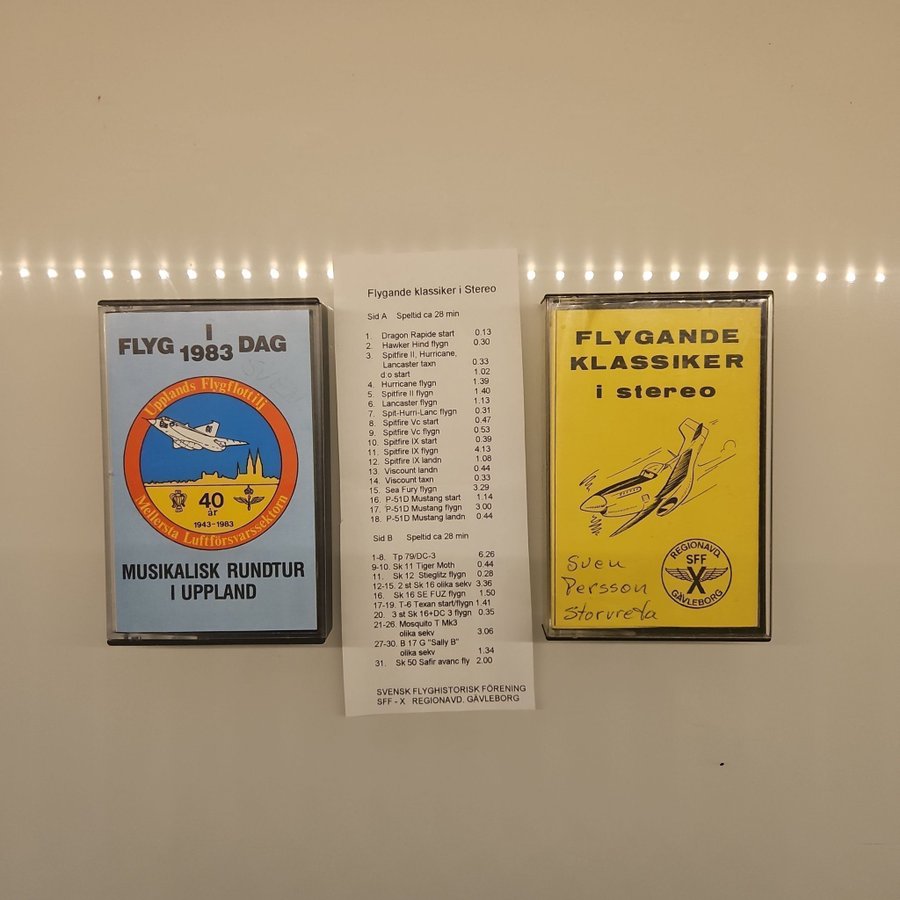 FLYG I DAG
1983
Upplands Flygflottilj
40
år
1943-1983
Mellersta Luftförsvarssektorn
MUSIKALISK RUNDTUR
I UPPLAND
Flygande klassiker i Stereo
Sid A Speltid ca 28 min
1. Dragon Rapide start 0.13
2. Hawker Hind flygn 0.30
3. Spitfire II, Hurricane,
Lancaster taxn 0.33
d:o start 1.02
4. Hurricane flygn 1.39
5. Spitfire II flygn 1.40
6. Lancaster flygn 1.13
7. Spit-Hurri-Lanc flygn 0.31
8. Spitfire Vc start 0.47
9. Spitfire Vc flygn 0.53
10. Spitfire IX start 0.39
11. Spitfire IX flygn 4.13
12. Spitfire IX landn 1.08
13. Viscount landn 0.44
14. Viscount taxn 0.33
15. Sea Fury flygn 3.29
16. P-51D Mustang start 1.14
17. P-51D Mustang flygn 3.00
18. P-51D Mustang landn 0.44
Sid B Speltid ca 28 min
1-8. Tp 79/DC-3 6.26
9-10. Sk 11 Tiger Moth 0.44
11. Sk 12 Stieglitz flygn 0.28
12-15. 2 st Sk 16 olika sekv 3.36
16. Sk 16 SE FUZ flygn 1.50
17-19. T-6 Texan start/flygn 1.41
20. 3 st Sk 16+DC 3 flygn 0.35
21-26. Mosquito T Mk3
olika sekv 3.06
27-30. B 17 G "Sally B"
olika sekv 1.34
31. Sk 50 Safir avanc fly 2.00
SVENSK FLYGHISTORISK FÖRENING
SFF - X REGIONAVD. GÄVLEBORG
FLYGANDE
KLASSIKER
i stereo
Sven
Persson
Storvreta
REGIONAVD.
SFF
X
GÄVLEBORG